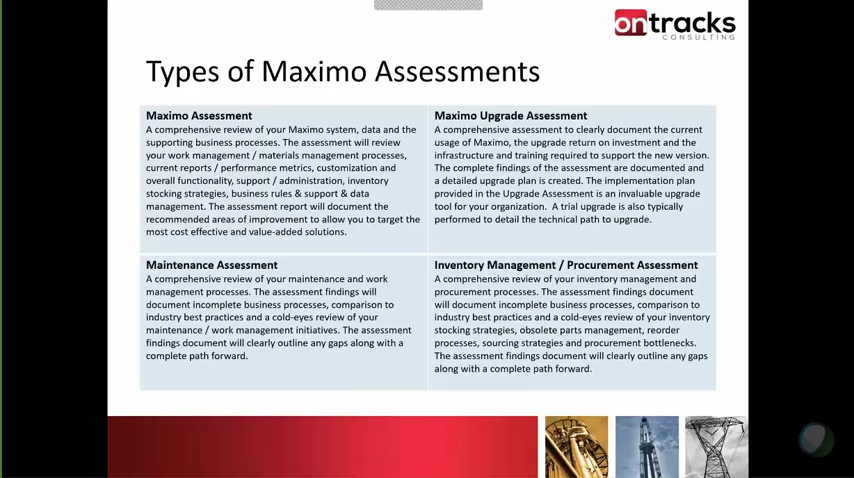 ontracks
CONSULTING
Types of Maximo Assessments
Maximo Assessment
A comprehensive review of your Maximo system, data and the
supporting business processes. The assessment will review
your work management / materials management processes,
current reports / performance metrics, customization and
overall functionality, support / administration, inventory
stocking strategies, business rules & support & data
management. The assessment report will document the
recommended areas of improvement to allow you to target the
most cost effective and value-added solutions.
Maximo Upgrade Assessment
A comprehensive assessment to clearly document the current
usage of Maximo, the upgrade return on investment and the
infrastructure and training required to support the new version.
The complete findings of the assessment are documented and
a detailed upgrade plan is created. The implementation plan
provided in the Upgrade Assessment is an invaluable upgrade
tool for your organization. A trial upgrade is also typically
performed to detail the technical path to upgrade.
Maintenance Assessment
A comprehensive review of your maintenance and work
management processes. The assessment findings will
document incomplete business processes, comparison to
industry best practices and a cold-eyes review of your
maintenance / work management initiatives. The assessment
findings document will clearly outline any gaps along with a
complete path forward.
Inventory Management / Procurement Assessment
A comprehensive review of your inventory management and
procurement processes. The assessment findings document
will document incomplete business processes, comparison to
industry best practices and a cold-eyes review of your inventory
stocking strategies, obsolete parts management, reorder
processes, sourcing strategies and procurement bottlenecks.
The assessment findings document will clearly outline any gaps
along with a complete path forward.